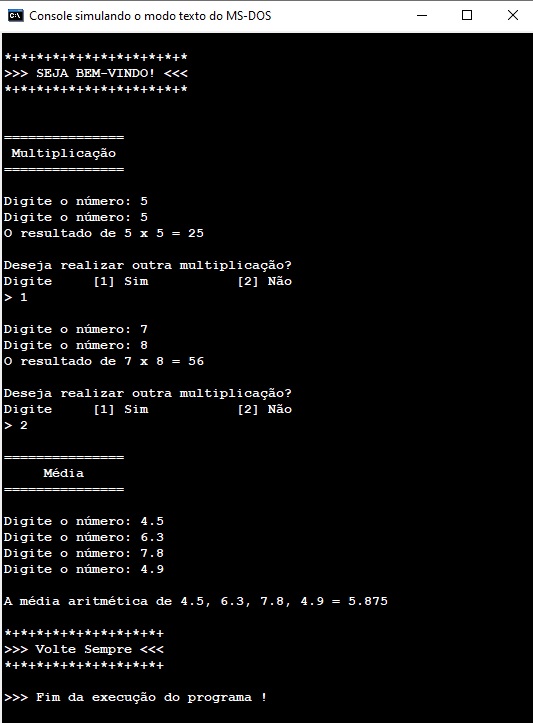 C:\ Console simulando o modo texto do MS-DOS
*+*+*+*+*+*+*+*+*+*+*+*
>>> SEJA BEM-VINDO! <<<
*+*+*+*+*+*+*+*+*+*+*+*
===============
Multiplicação
===============
Digite o número: 5
Digite o número: 5
O resultado de 5 x 5 = 25
Deseja realizar outra multiplicação?
Digite [1] Sim [2] Não
> 1
Digite o número: 7
Digite o número: 8
O resultado de 7 x 8 = 56
Deseja realizar outra multiplicação?
Digite [1] Sim [2] Não
> 2
===============
Média
===============
Digite o número: 4.5
Digite o número: 6.3
Digite o número: 7.8
Digite o número: 4.9
A média aritmética de 4.5, 6.3, 7.8, 4.9 = 5.875
*+*+*+*+*+*+*+*+*+*+
>>> Volte Sempre <<<
*+*+*+*+*+*+*+*+*+*+
>>> Fim da execução do programa !